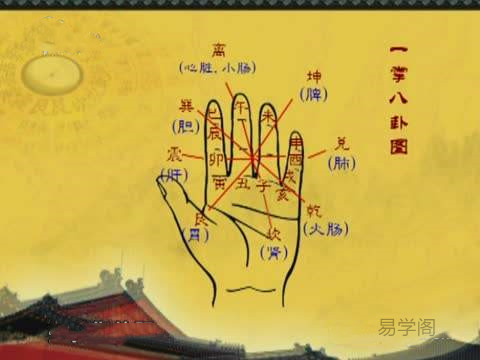 一掌八卦图
离
(心脏,小肠)
坤
(脾)
巽
(胆)
巳
午
未
申
辰
震
(肝)
卯
酉
兑
(肺)
寅
丑
子
亥
戌
艮
(胃)
坎
(肾)
乾
(大肠)
易学阁